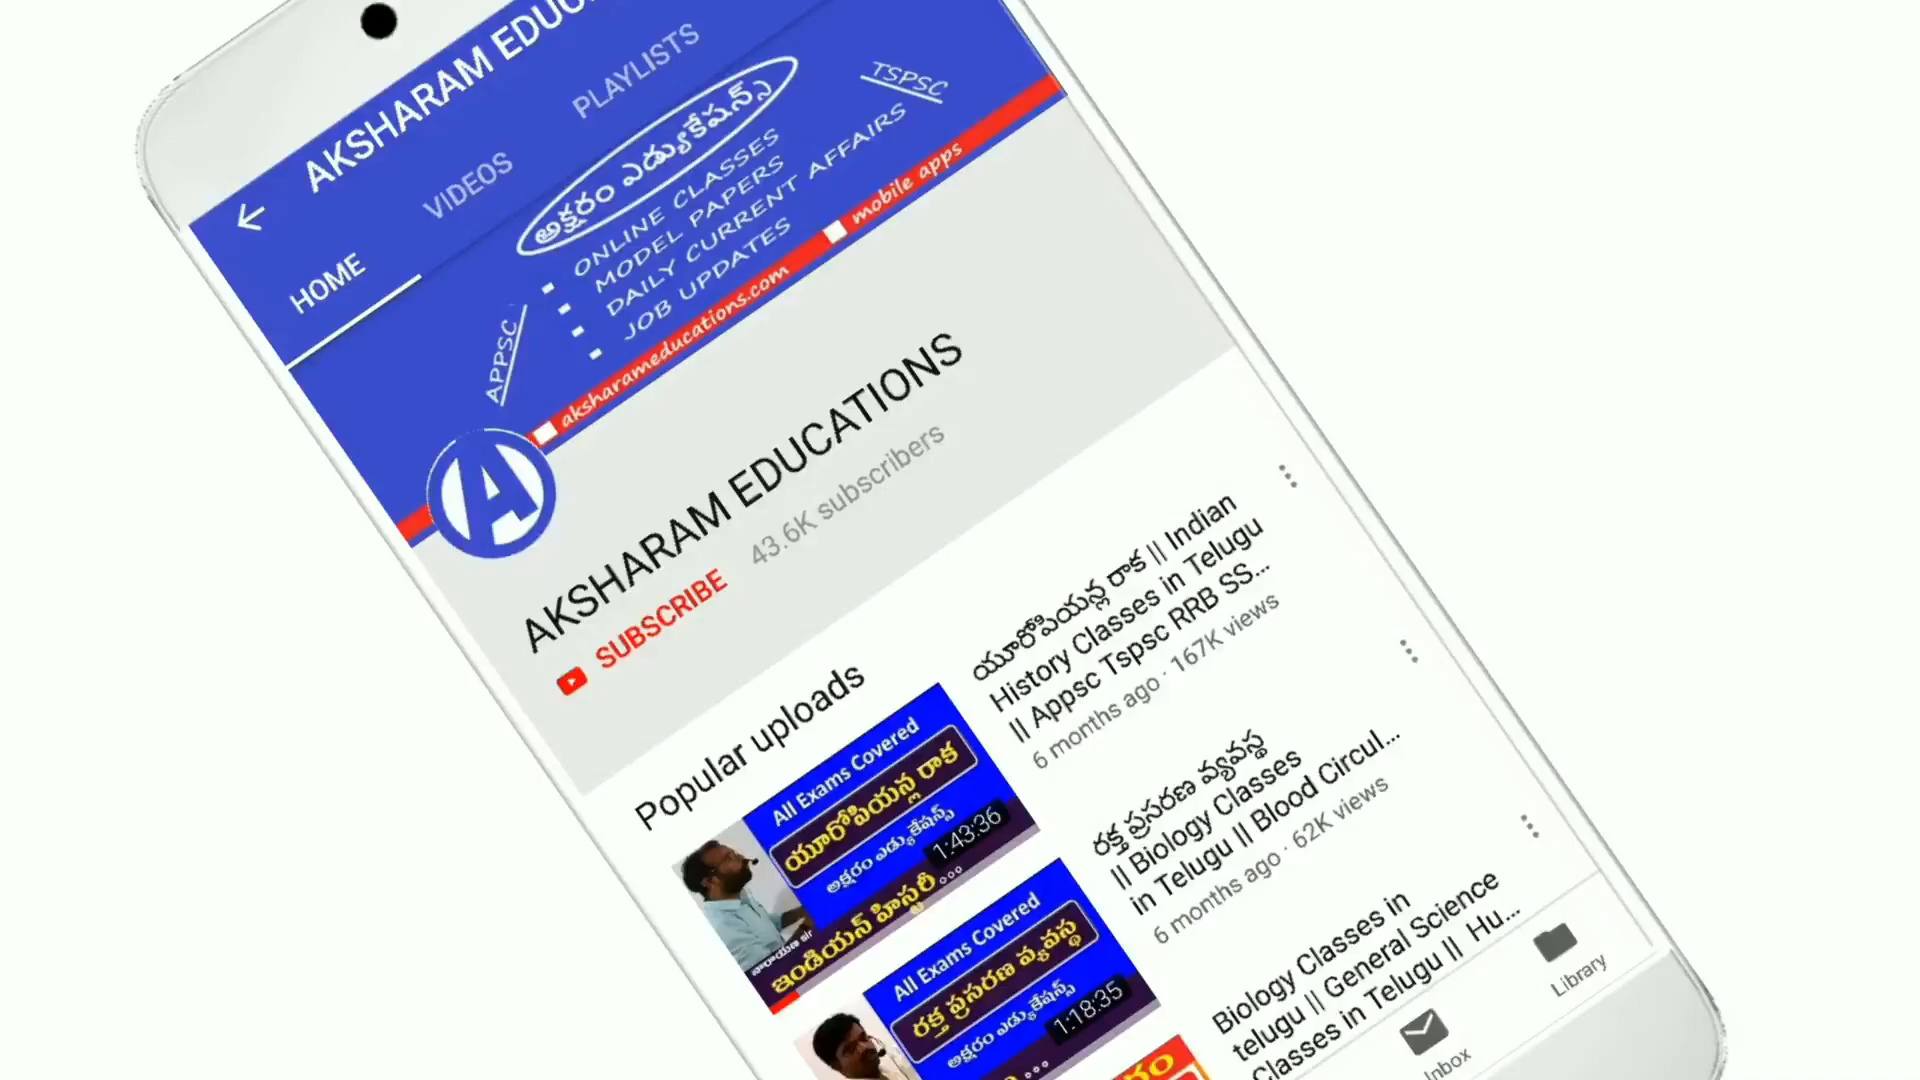 AKSHARAM EDUC
HOME
VIDEOS
PLAYLISTS
అక్షరం ఎడ్యుకేషన్స్
ONLINE CLASSES
MODEL PAPERS
DAILY CURRENT AFFAIRS
JOB UPDATES
APPSC
TSPSC
aksharameducations.com
mobile apps
A
AKSHARAM EDUCATIONS
SUBSCRIBE
43.6K subscribers
Popular uploads
All Exams Covered
యూరోపియన్ల రాక
అక్షరం ఎడ్యుకేషన్స్
1:43:36
ఇండియన్ హిస్టరీ...
నారాయణ sir
యూరోపియన్ల రాక || Indian
History Classes in Telugu
|| Appsc Tspsc RRB SS...
6 months ago · 167K views
All Exams Covered
రక్త ప్రసరణ వ్యవస్థ
అక్షరం ఎడ్యుకేషన్స్
1:18:35
రక్త ప్రసరణ వ్యవస్థ
|| Biology Classes
in Telugu || Blood Circul...
6 months ago · 62K views
Biology Classes in
telugu || General Science
Classes in Telugu || Hu...
Inbox
Library